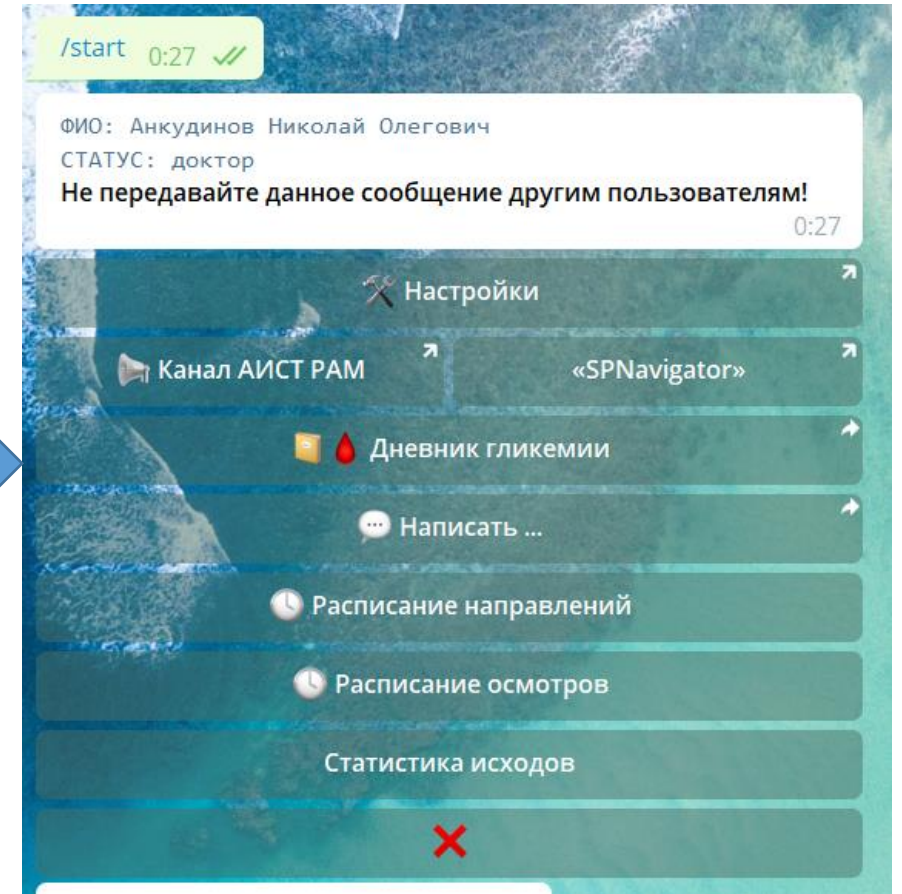 /start 0:27
ФИО: Анкудинов Николай Олегович
СТАТУС: доктор
Не передавайте данное сообщение другим пользователям!
0:27
Настройки
Канал АИСТ РАМ «SPNavigator»
Дневник гликемии
Написать ...
Расписание направлений
Расписание осмотров
Статистика исходов